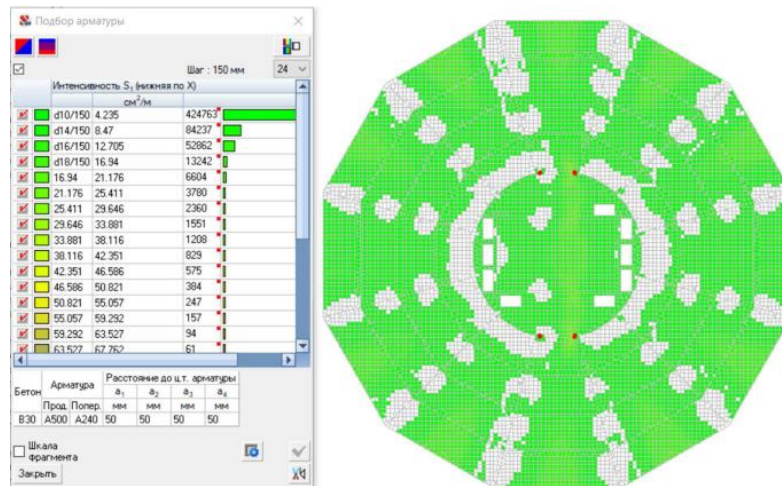 Подбор арматуры
Шаг : 150 мм 24
Интенсивность S₁ (нижняя по X)
см²/м
d10/150 4.235 424763
d14/150 8.47 84237
d16/150 12.705 52862
d18/150 16.94 13242
16.94 21.176 6604
21.176 25.411 3780
25.411 29.646 2360
29.646 33.881 1551
33.881 38.116 1208
38.116 42.351 829
42.351 46.586 575
46.586 50.821 384
50.821 55.057 247
55.057 59.292 157
59.292 63.527 94
63.527 67.762 61
Бетон Арматура Расстояние до ц.т. арматуры
a₁ a₂ a₃ a₄
Прод. Попер. мм мм мм мм
B30 A500 A240 50 50 50 50
Шкала
фрагмента
Закрыть